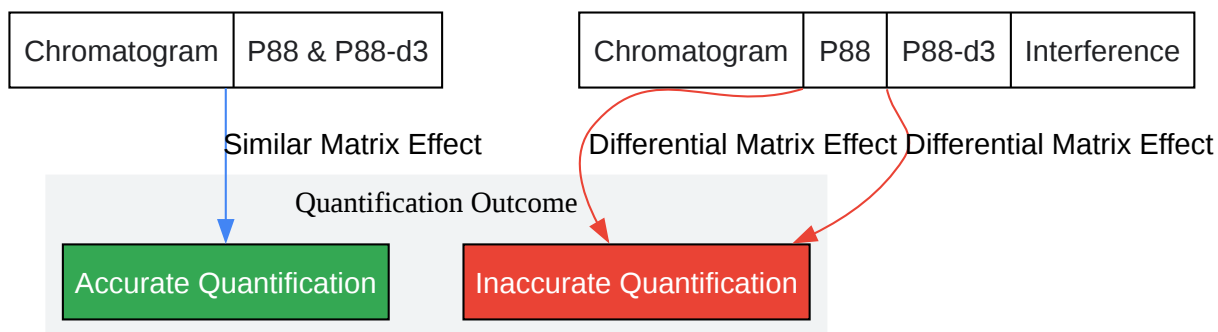 Chromatogram P88 & P88-d3 Chromatogram P88 P88-d3 Interference
Similar Matrix Effect Differential Matrix Effect Differential Matrix Effect
Quantification Outcome
Accurate Quantification Inaccurate Quantification